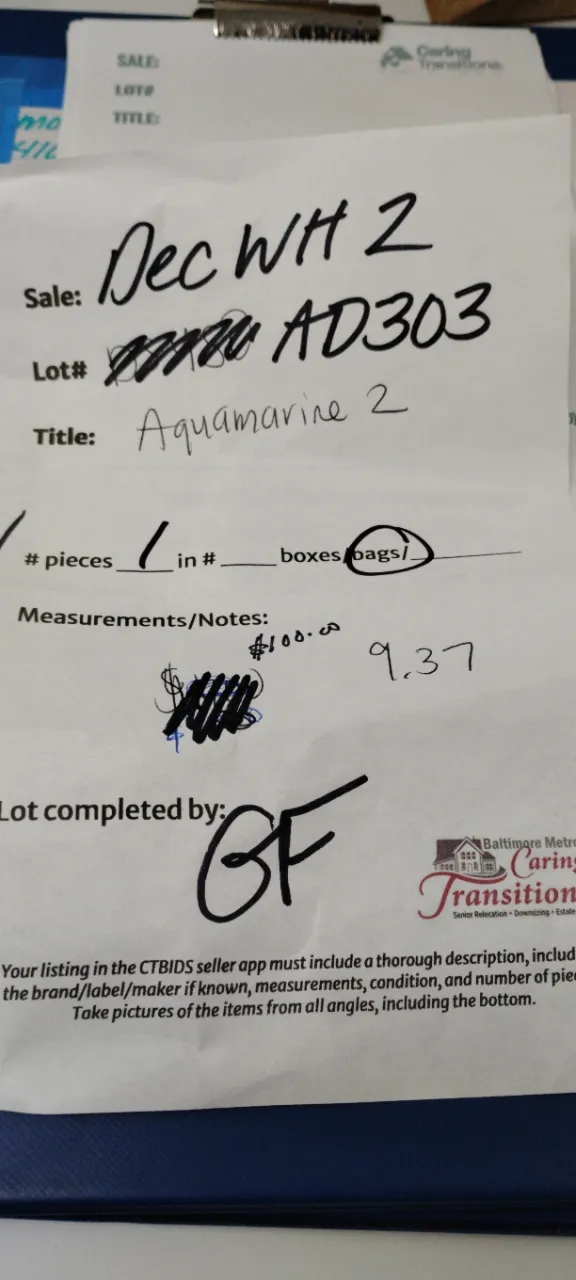 SALE:
Caring
Transitions
LOT#
TITLE:
Sale: Dec WH 2
Lot# AD303
Title: Aquamarine 2
# pieces 1 in # ____ boxes/bags/
Measurements/Notes:
$100.00
9.37
$
Lot completed by: GF
Baltimore Metro
Caring
Transition
Senior Relocation • Downsizing • Estate
Your listing in the CTBIDS seller app must include a thorough description, includ
the brand/label/maker if known, measurements, condition, and number of pie
Take pictures of the items from all angles, including the bottom.